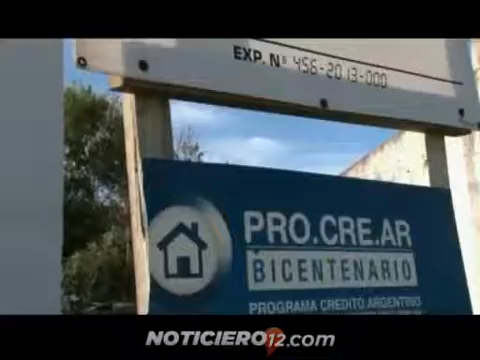 EXP. Nº 456-2013-000
PRO.CRE.AR
BICENTENARIO
PROGRAMA CREDITO ARGENTINO
NOTICIERO12.com